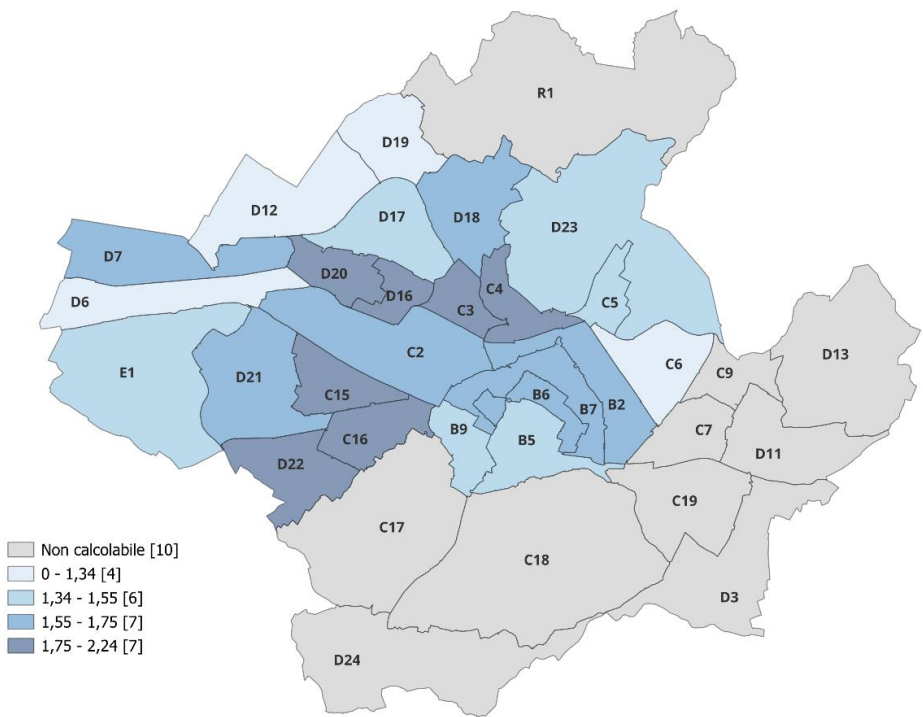 R1
D19
D12
D17
D18
D23
D7
D20
D16
C4
C3
C5
D6
C2
C6
D13
E1
D21
C15
C9
B6
B7
B2
C16
B9
B5
C7
D11
D22
C17
C19
C18
D3
D24
Non calcolabile [10]
0 - 1,34 [4]
1,34 - 1,55 [6]
1,55 - 1,75 [7]
1,75 - 2,24 [7]